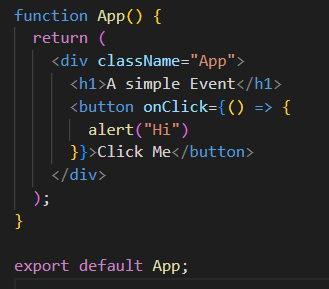 function App() {
  return (
    <div className="App">
      <h1>A simple Event</h1>
      <button onClick={() => {
        alert("Hi")
      }}>Click Me</button>
    </div>
  );
}

export default App;